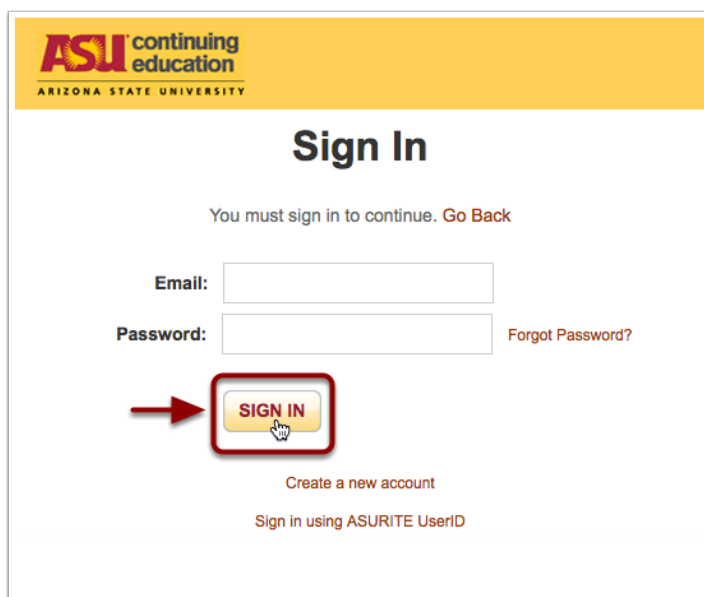 ASU continuing
education
ARIZONA STATE UNIVERSITY
Sign In
You must sign in to continue. Go Back
Email:
Password:
Forgot Password?
SIGN IN
Create a new account
Sign in using ASURITE UserID